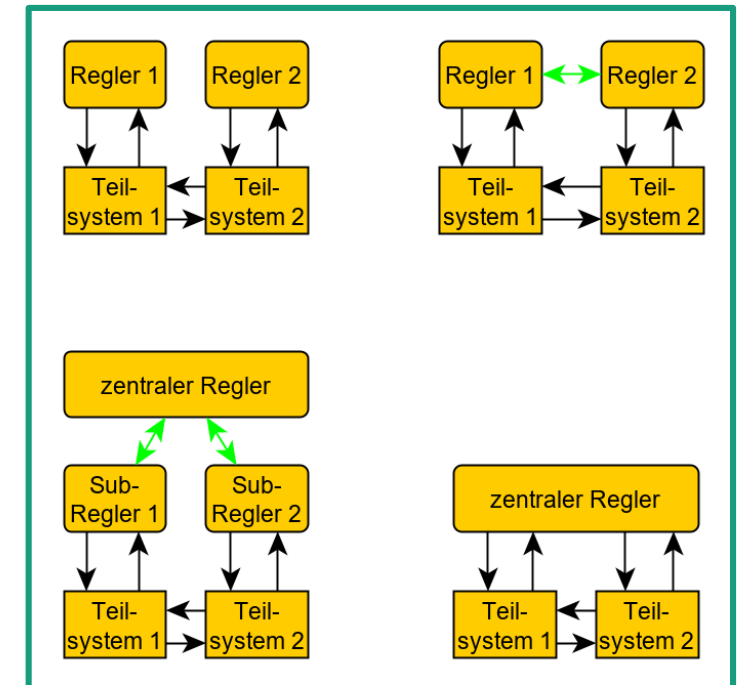 Regler 1
Regler 2
Teil-
system 1
Teil-
system 2
Regler 1
Regler 2
Teil-
system 1
Teil-
system 2
zentraler Regler
Sub-
Regler 1
Sub-
Regler 2
Teil-
system 1
Teil-
system 2
zentraler Regler
Teil-
system 1
Teil-
system 2